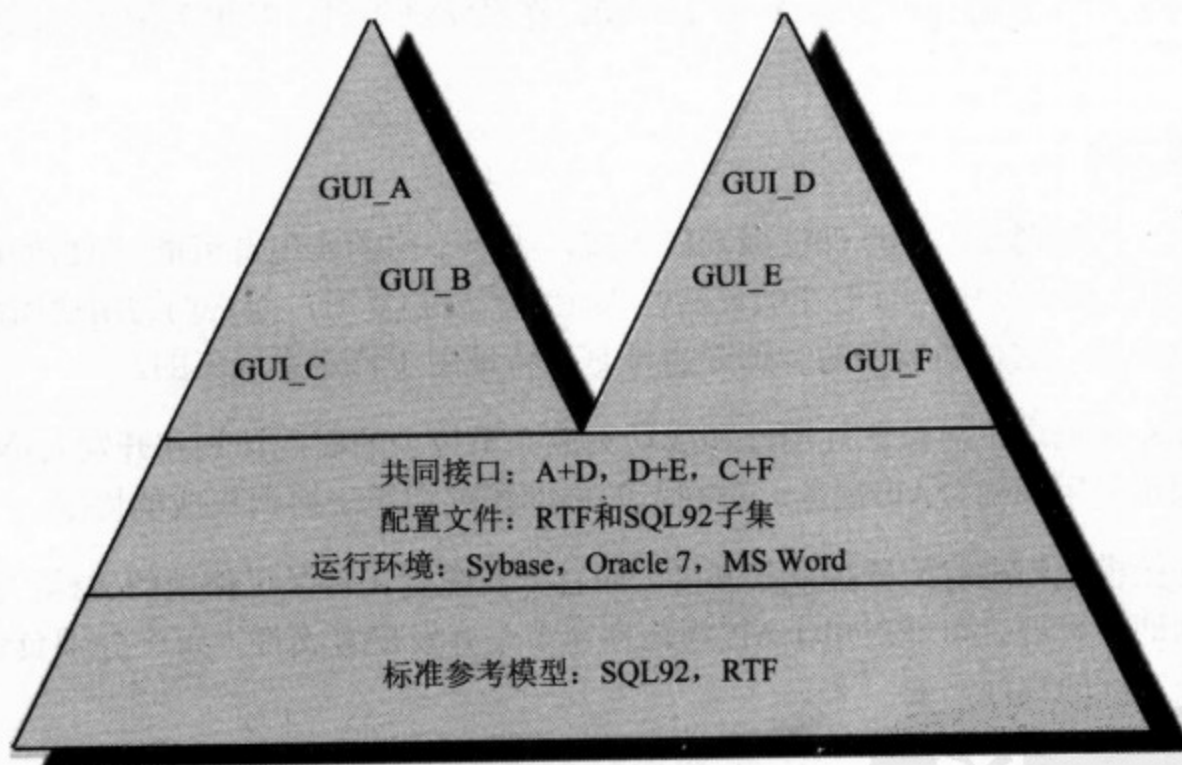 GUI_A
GUI_D
GUI_B
GUI_E
GUI_C
GUI_F
共同接口：A+D，D+E，C+F
配置文件：RTF和SQL92子集
运行环境：Sybase，Oracle 7，MS Word
标准参考模型：SQL92，RTF